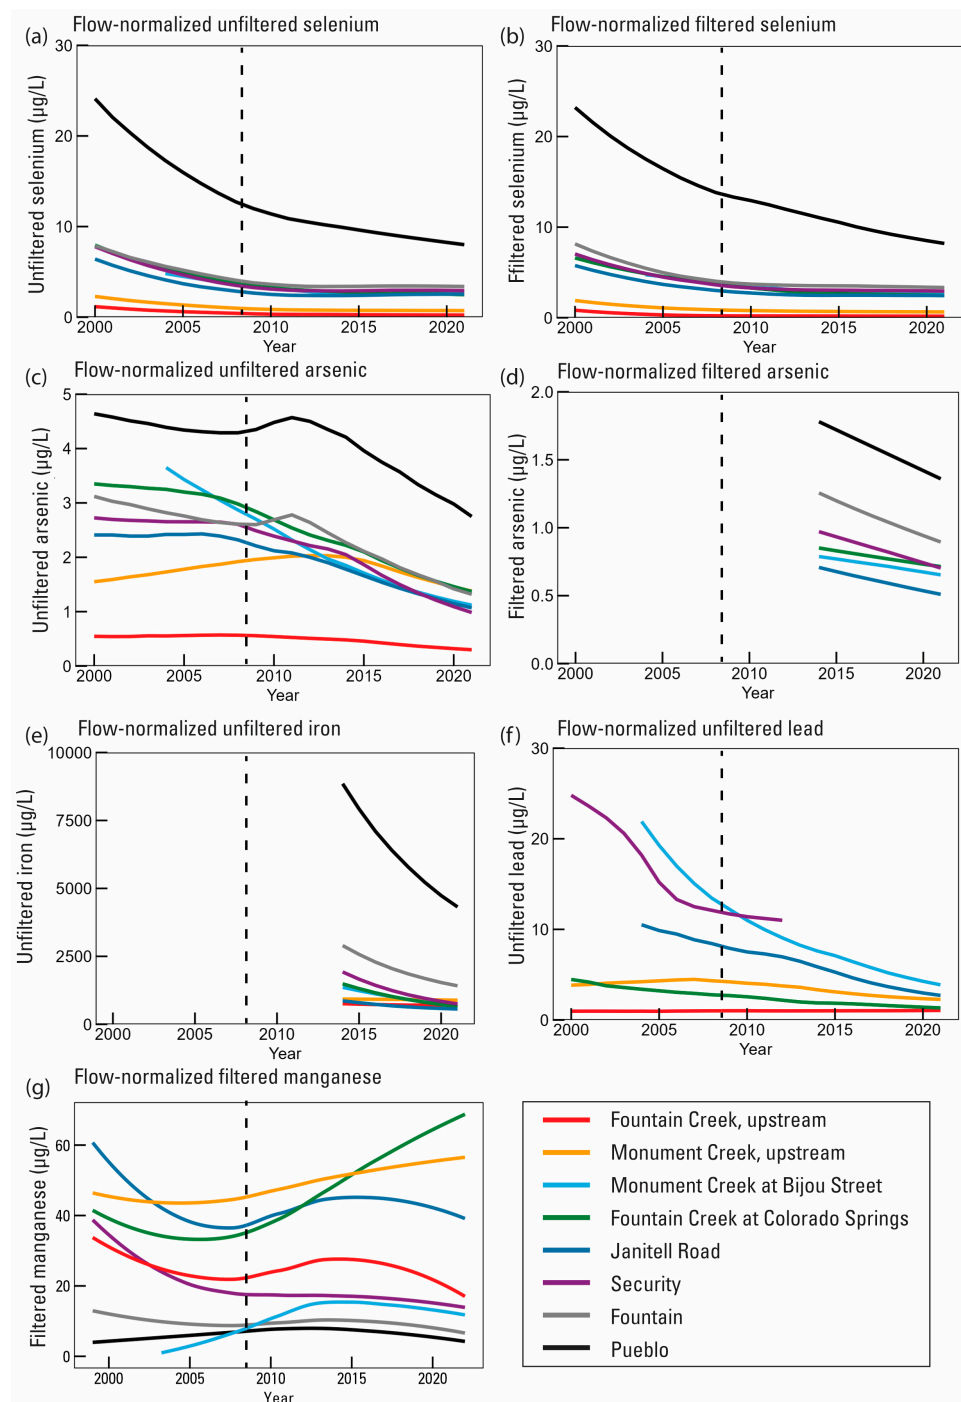 (a)
Flow-normalized unfiltered selenium
Unfiltered selenium (µg/L)
30
20
10
0
2000
2005
2010
2015
2020
Year
(b)
Flow-normalized filtered selenium
Ffiltered selenium (µg/L)
30
20
10
0
2000
2005
2010
2015
2020
Year
(c)
Flow-normalized unfiltered arsenic
Unfiltered arsenic (µg/L)
5
4
3
2
1
0
2000
2005
2010
2015
2020
Year
(d)
Flow-normalized filtered arsenic
Filtered arsenic (µg/L)
2.0
1.5
1.0
0.5
0.0
2000
2005
2010
2015
2020
Year
(e)
Flow-normalized unfiltered iron
Unfiltered iron (µg/L)
10000
7500
5000
2500
0
2000
2005
2010
2015
2020
Year
(f)
Flow-normalized unfiltered lead
Unfiltered lead (µg/L)
30
20
10
0
2000
2005
2010
2015
2020
Year
(g)
Flow-normalized filtered manganese
Filtered manganese (µg/L)
60
40
20
0
2000
2005
2010
2015
2020
Year
Fountain Creek, upstream
Monument Creek, upstream
Monument Creek at Bijou Street
Fountain Creek at Colorado Springs
Janitell Road
Security
Fountain
Pueblo